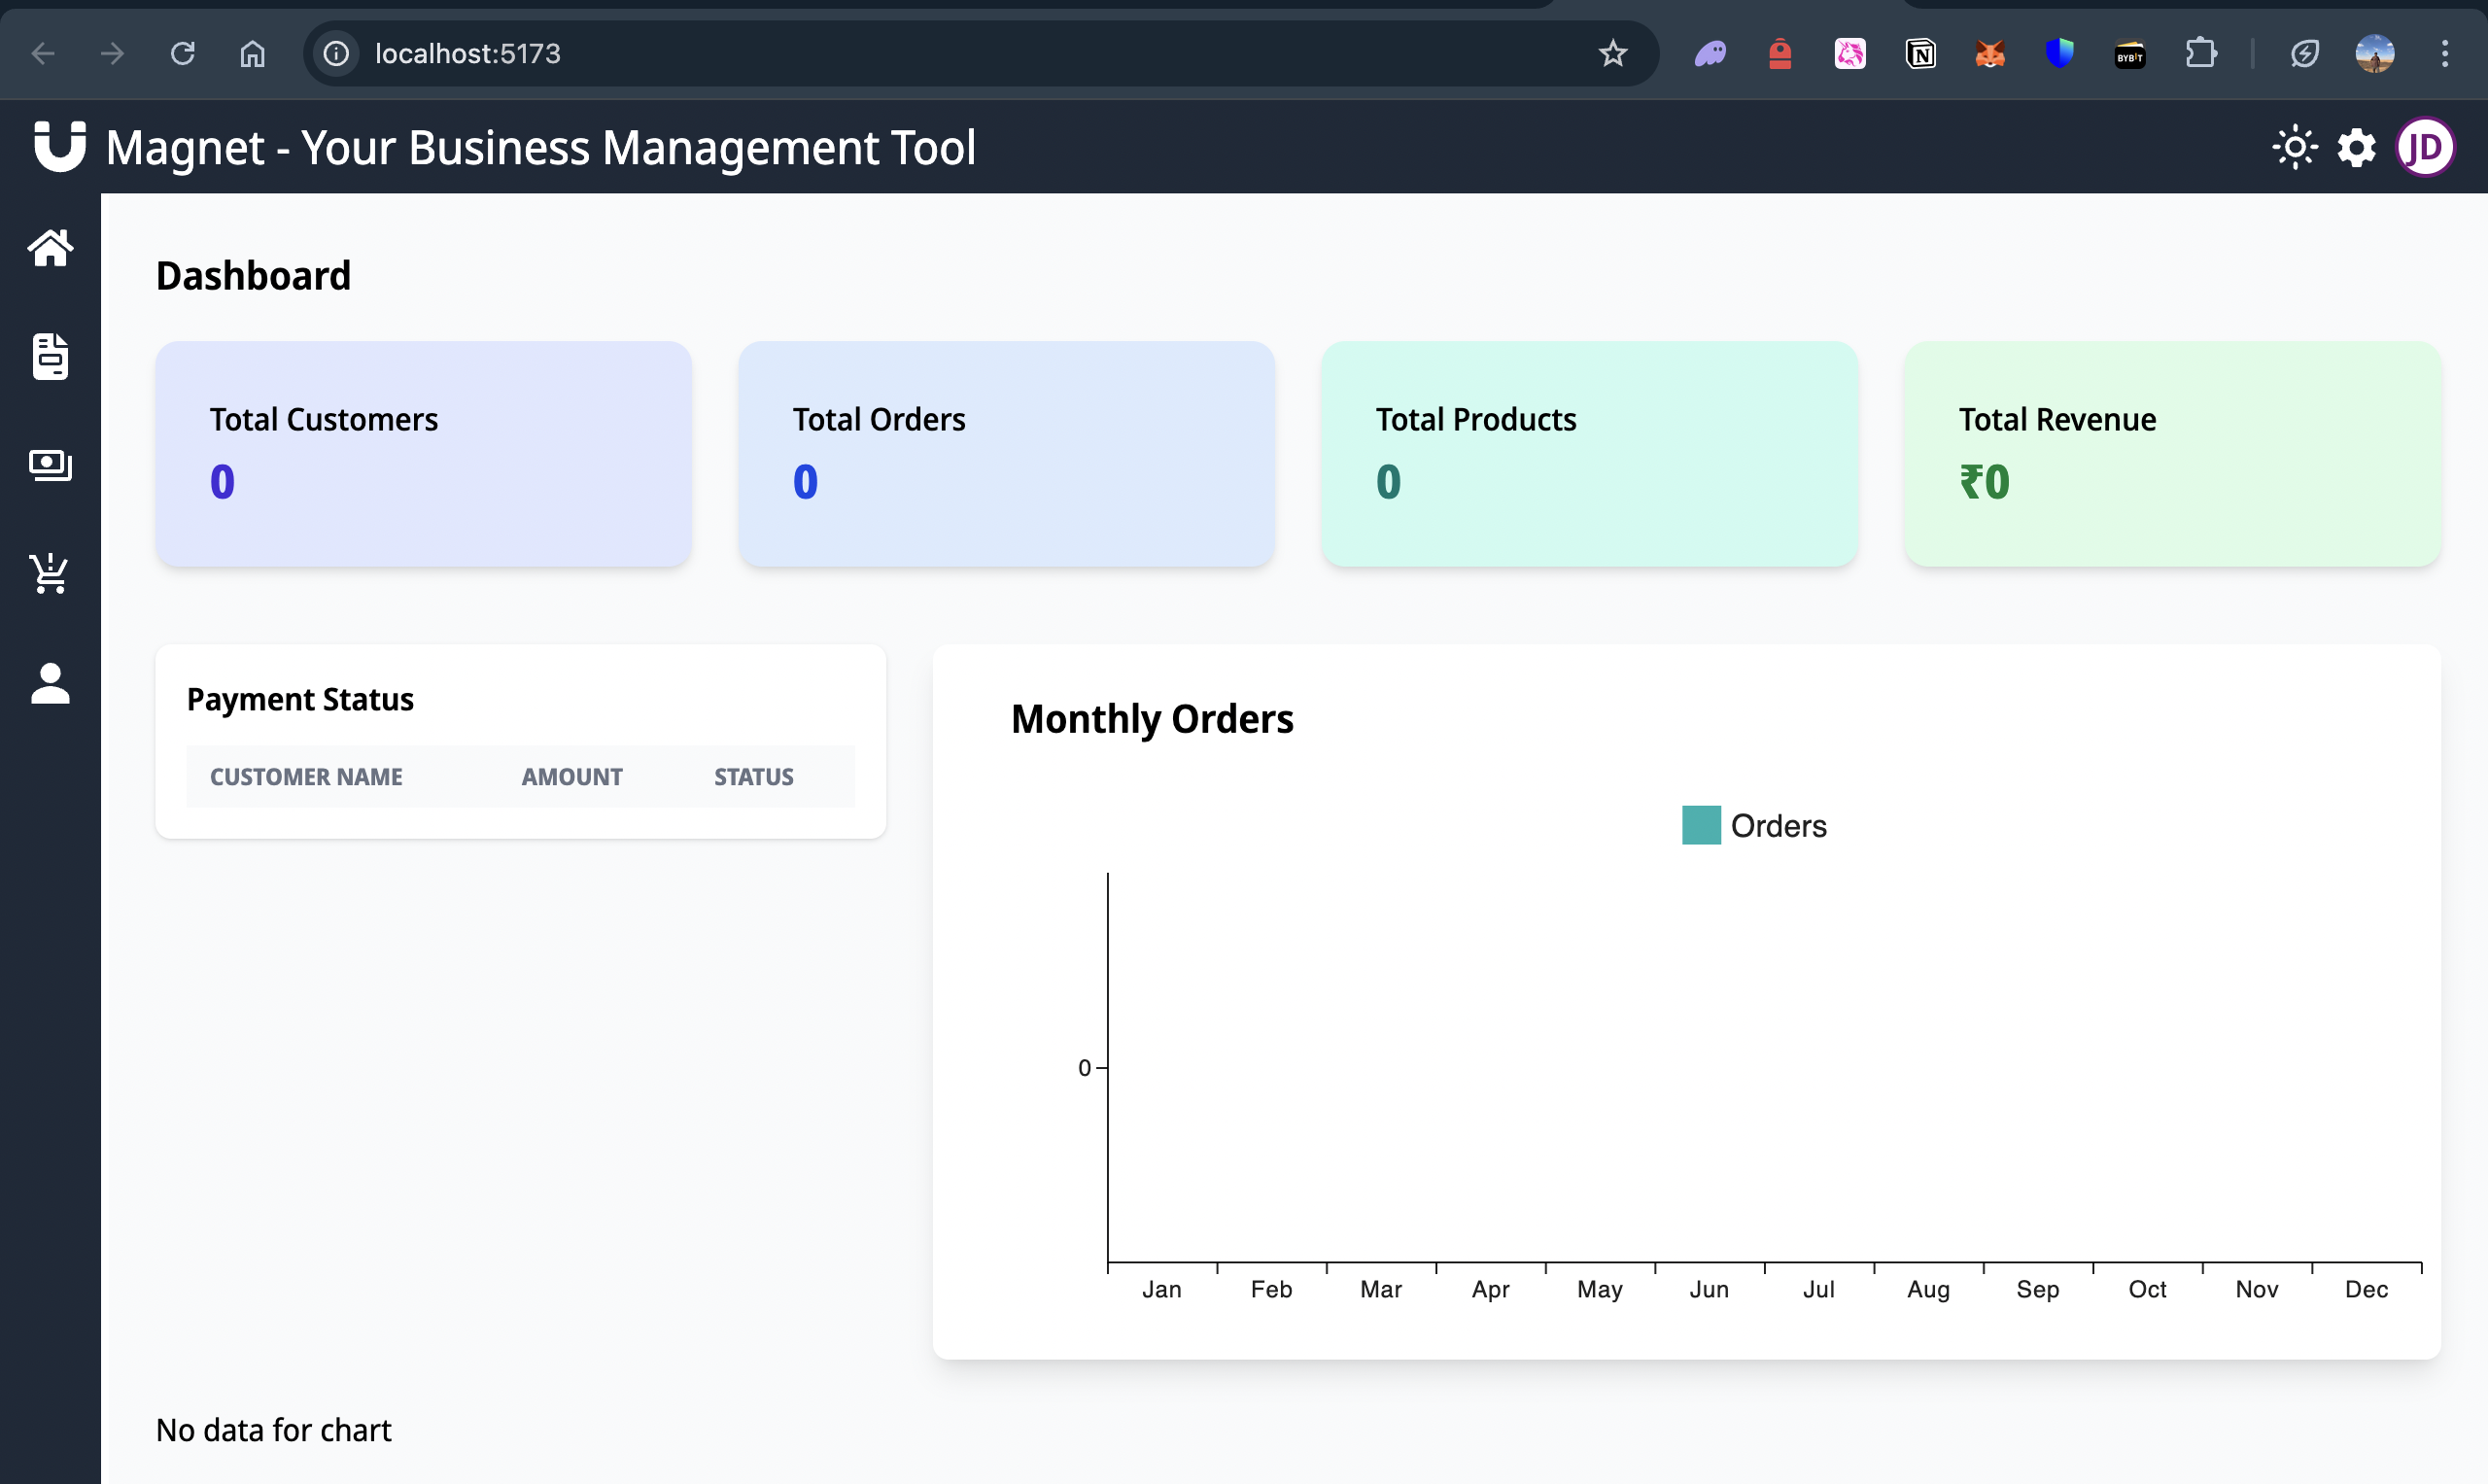 localhost:5173
N
BYBIT
Magnet - Your Business Management Tool
JD
Dashboard
Total Customers
0
Total Orders
0
Total Products
0
Total Revenue
₹0
Payment Status
CUSTOMER NAME AMOUNT STATUS
Monthly Orders
Orders
0
Jan Feb Mar Apr May Jun Jul Aug Sep Oct Nov Dec
No data for chart